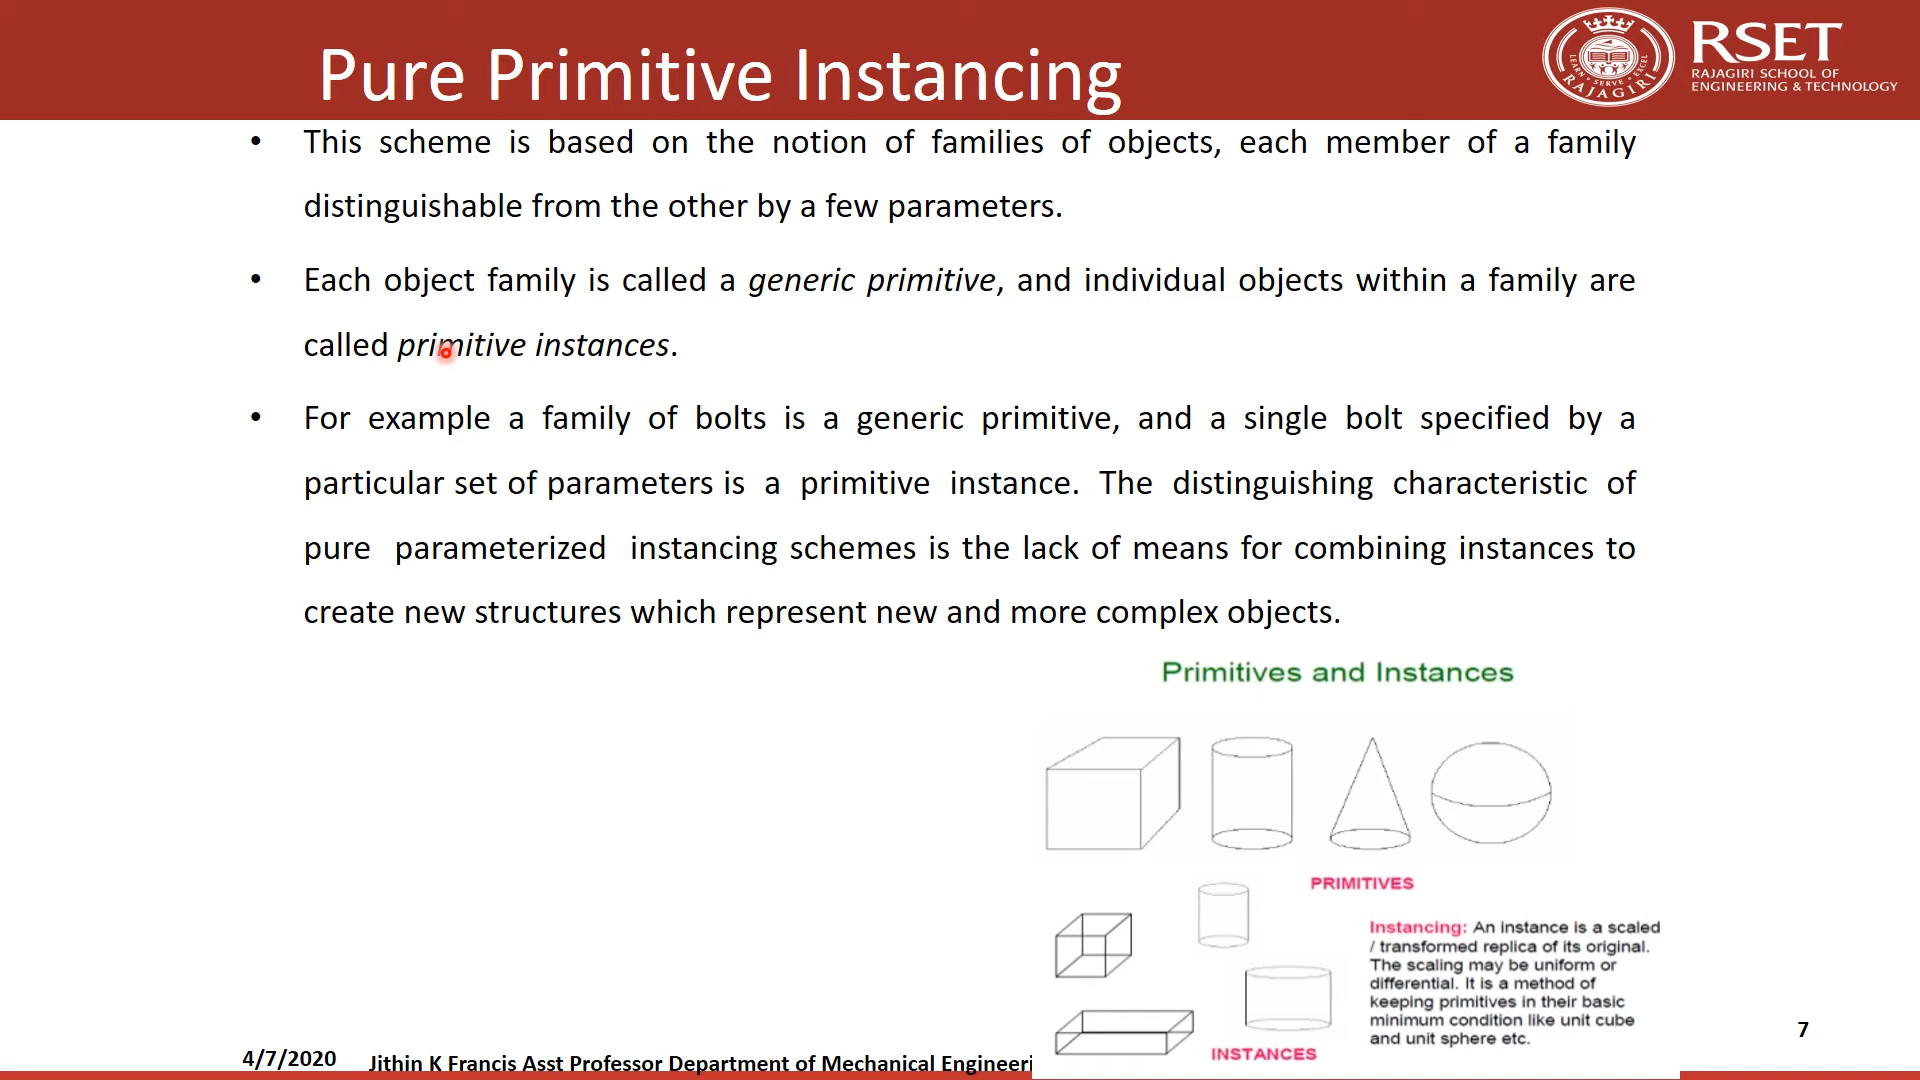 Pure Primitive Instancing
LEARN · SERVE · EXCEL
RAJAGIRI
RSET
RAJAGIRI SCHOOL OF
ENGINEERING & TECHNOLOGY
• This scheme is based on the notion of families of objects, each member of a family
distinguishable from the other by a few parameters.
• Each object family is called a generic primitive, and individual objects within a family are
called primitive instances.
• For example a family of bolts is a generic primitive, and a single bolt specified by a
particular set of parameters is a primitive instance. The distinguishing characteristic of
pure parameterized instancing schemes is the lack of means for combining instances to
create new structures which represent new and more complex objects.
Primitives and Instances
PRIMITIVES
Instancing: An instance is a scaled
/ transformed replica of its original.
The scaling may be uniform or
differential. It is a method of
keeping primitives in their basic
minimum condition like unit cube
and unit sphere etc.
INSTANCES
7
4/7/2020
Jithin K Francis Asst Professor Department of Mechanical Engineeri